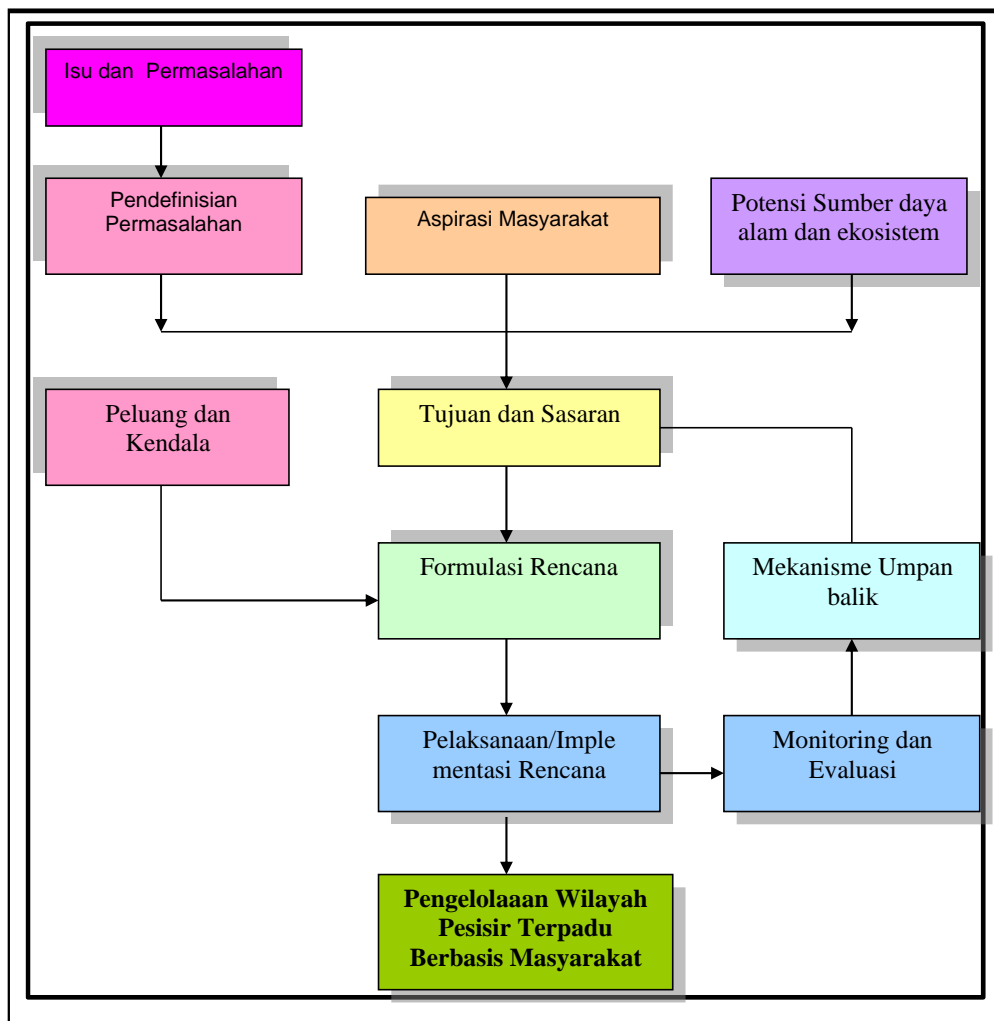 Isu dan Permasalahan
Pendefinisian
Permasalahan
Aspirasi Masyarakat
Potensi Sumber daya
alam dan ekosistem
Peluang dan
Kendala
Tujuan dan Sasaran
Formulasi Rencana
Mekanisme Umpan
balik
Pelaksanaan/Imple
mentasi Rencana
Monitoring dan
Evaluasi
Pengelolaaan Wilayah
Pesisir Terpadu
Berbasis Masyarakat